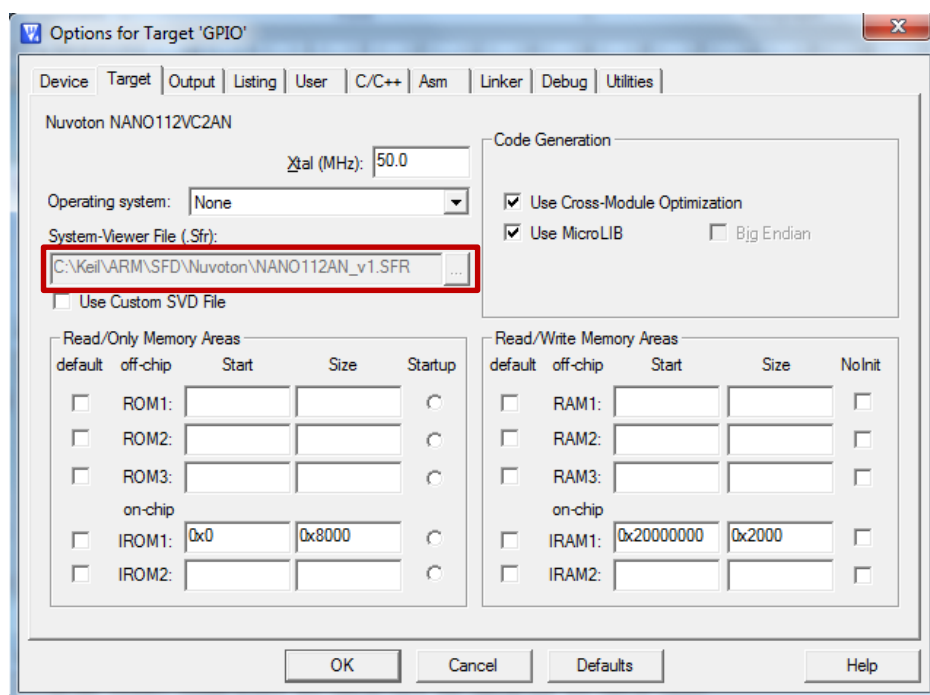 Options for Target 'GPIO'
Device Target Output Listing User C/C++ Asm Linker Debug Utilities
Nuvoton NANO112VC2AN
Xtal (MHz): 50.0
Operating system: None
System-Viewer File (.Sfr):
C:\Keil\ARM\SFD\Nuvoton\NANO112AN_v1.SFR ...
Use Custom SVD File
Code Generation
Use Cross-Module Optimization
Use MicroLIB Big Endian
Read/Only Memory Areas
default off-chip Start Size Startup
ROM1:
ROM2:
ROM3:
on-chip
IROM1: 0x0 0x8000
IROM2:
Read/Write Memory Areas
default off-chip Start Size NoInit
RAM1:
RAM2:
RAM3:
on-chip
IRAM1: 0x20000000 0x2000
IRAM2:
OK Cancel Defaults Help